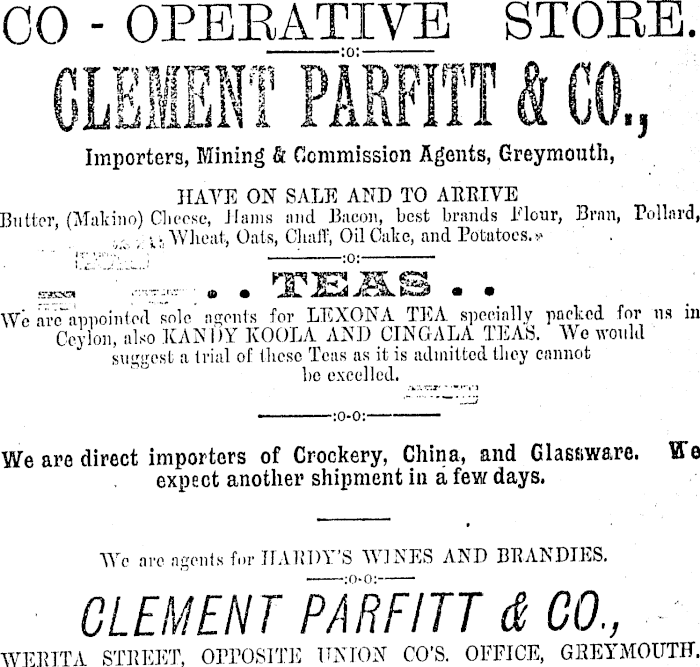 CO - OPERATIVE STORE.
:o:
CLEMENT PARFITT & CO.,
Importers, Mining & Commission Agents, Greymouth,
HAVE ON SALE AND TO ARRIVE
Butter, (Makino) Cheese, Hams and Bacon, best brands Flour, Bran, Pollard,
Wheat, Oats, Chaff, Oil Cake, and Potatoes.
:o:
. . TEAS . .
We are appointed sole agents for LEXONA TEA specially packed for us in
Ceylon, also KANDY KOOLA AND CINGALA TEAS. We would
suggest a trial of these Teas as it is admitted they cannot
be excelled.
:o-o:
We are direct importers of Crockery, China, and Glassware. We
expect another shipment in a few days.
We are agents for HARDY'S WINES AND BRANDIES.
:o-o:
CLEMENT PARFITT & CO.,
WERITA STREET, OPPOSITE UNION CO'S. OFFICE, GREYMOUTH.